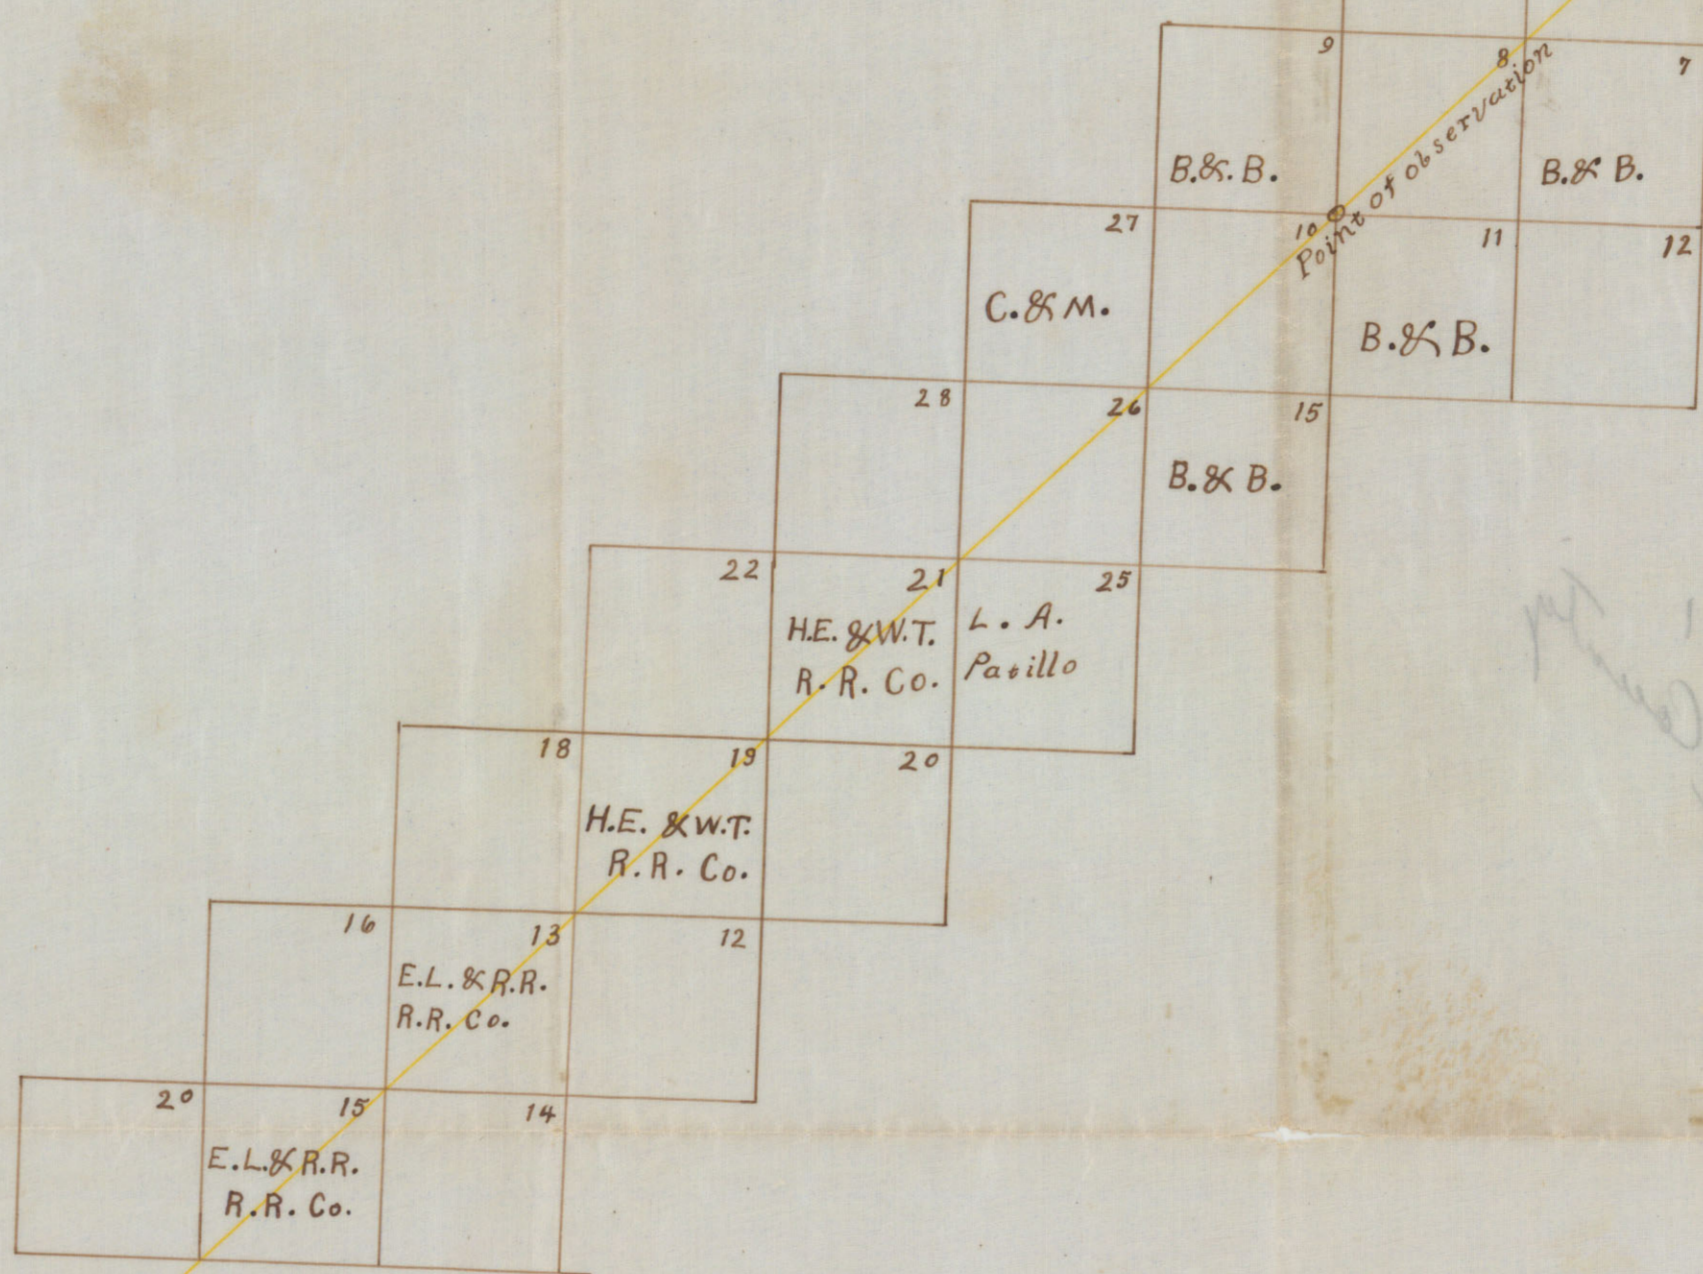 9
8
7
Point of observation
B.&.B.
B.& B.
27
10
11
12
C.& M.
B.& B.
28
26
15
B.& B.
22
21
25
H.E. & W.T.
R.R. Co.
L. A.
Patillo
18
19
20
H.E. & W.T.
R.R. Co.
16
13
12
E.L. & R.R.
R.R. Co.
20
15
14
E.L.& R.R.
R.R. Co.